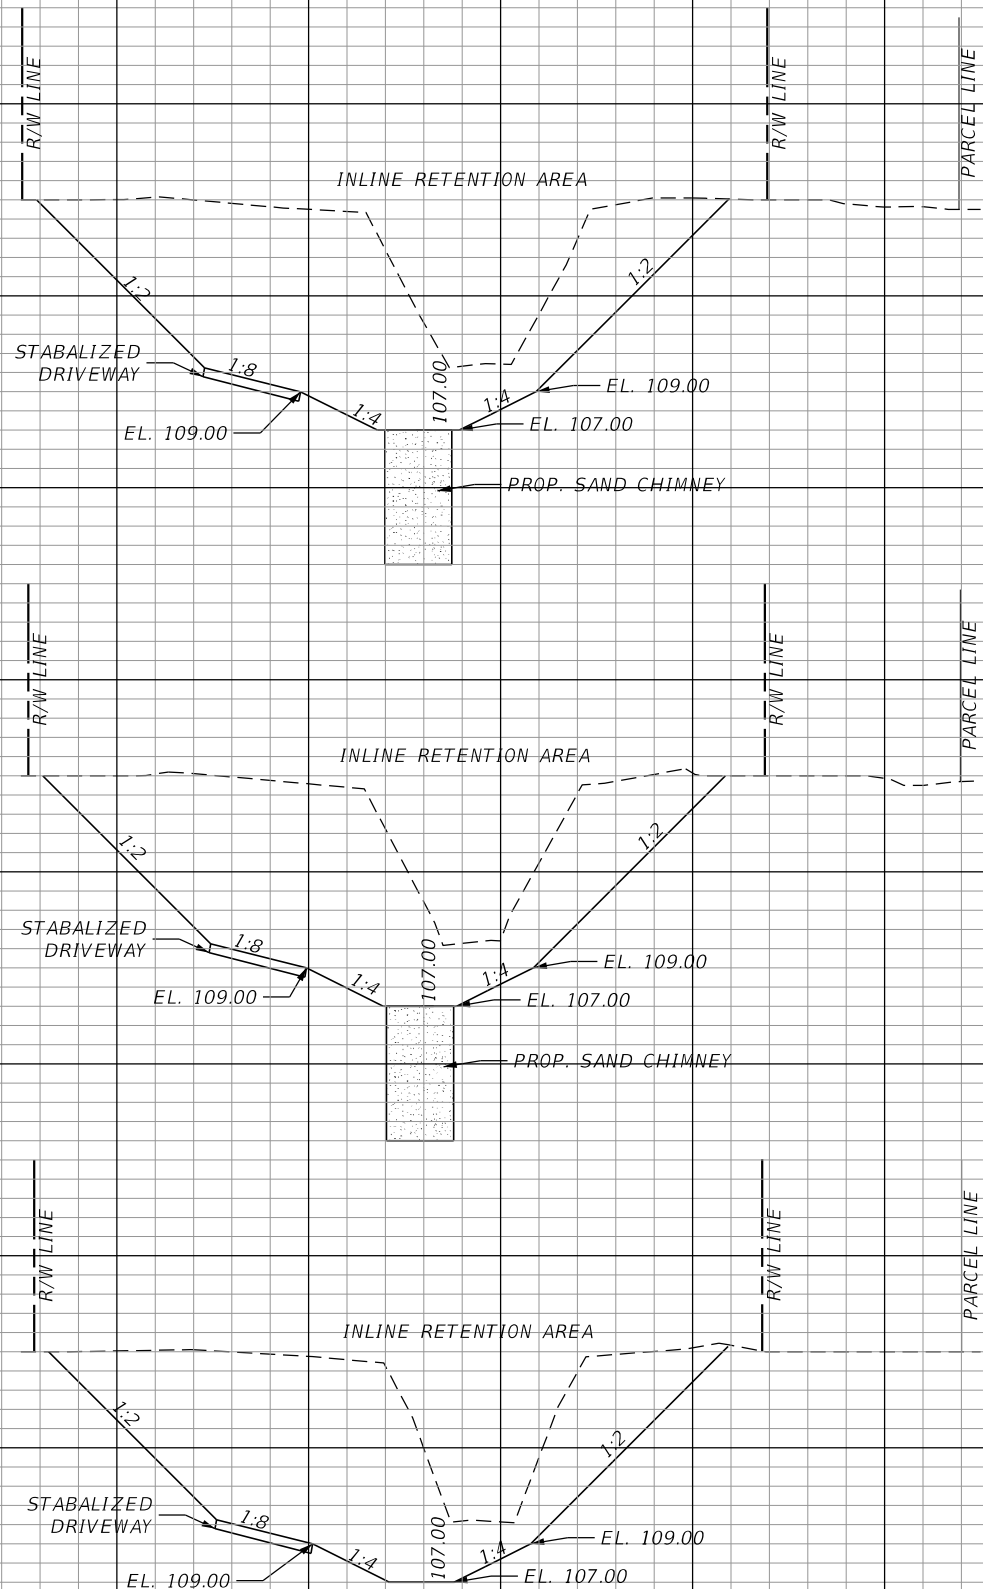 R/W LINE
R/W LINE
PARCEL LINE
INLINE RETENTION AREA
1:2
1:2
STABALIZED
DRIVEWAY
1:8
107.00
1:4
1:4
EL. 109.00
EL. 109.00
EL. 107.00
PROP. SAND CHIMNEY
R/W LINE
R/W LINE
PARCEL LINE
INLINE RETENTION AREA
1:2
1:2
STABALIZED
DRIVEWAY
1:8
107.00
1:4
1:4
EL. 109.00
EL. 109.00
EL. 107.00
PROP. SAND CHIMNEY
R/W LINE
R/W LINE
PARCEL LINE
INLINE RETENTION AREA
1:2
1:2
STABALIZED
DRIVEWAY
1:8
107.00
1:4
1:4
EL. 109.00
EL. 109.00
EL. 107.00